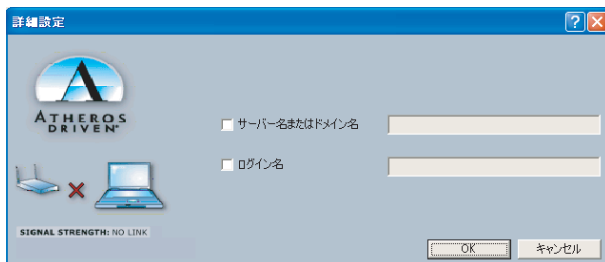 詳細設定
ATHEROS
DRIVEN™
サーバー名またはドメイン名
ログイン名
SIGNAL STRENGTH: NO LINK
OK
キャンセル